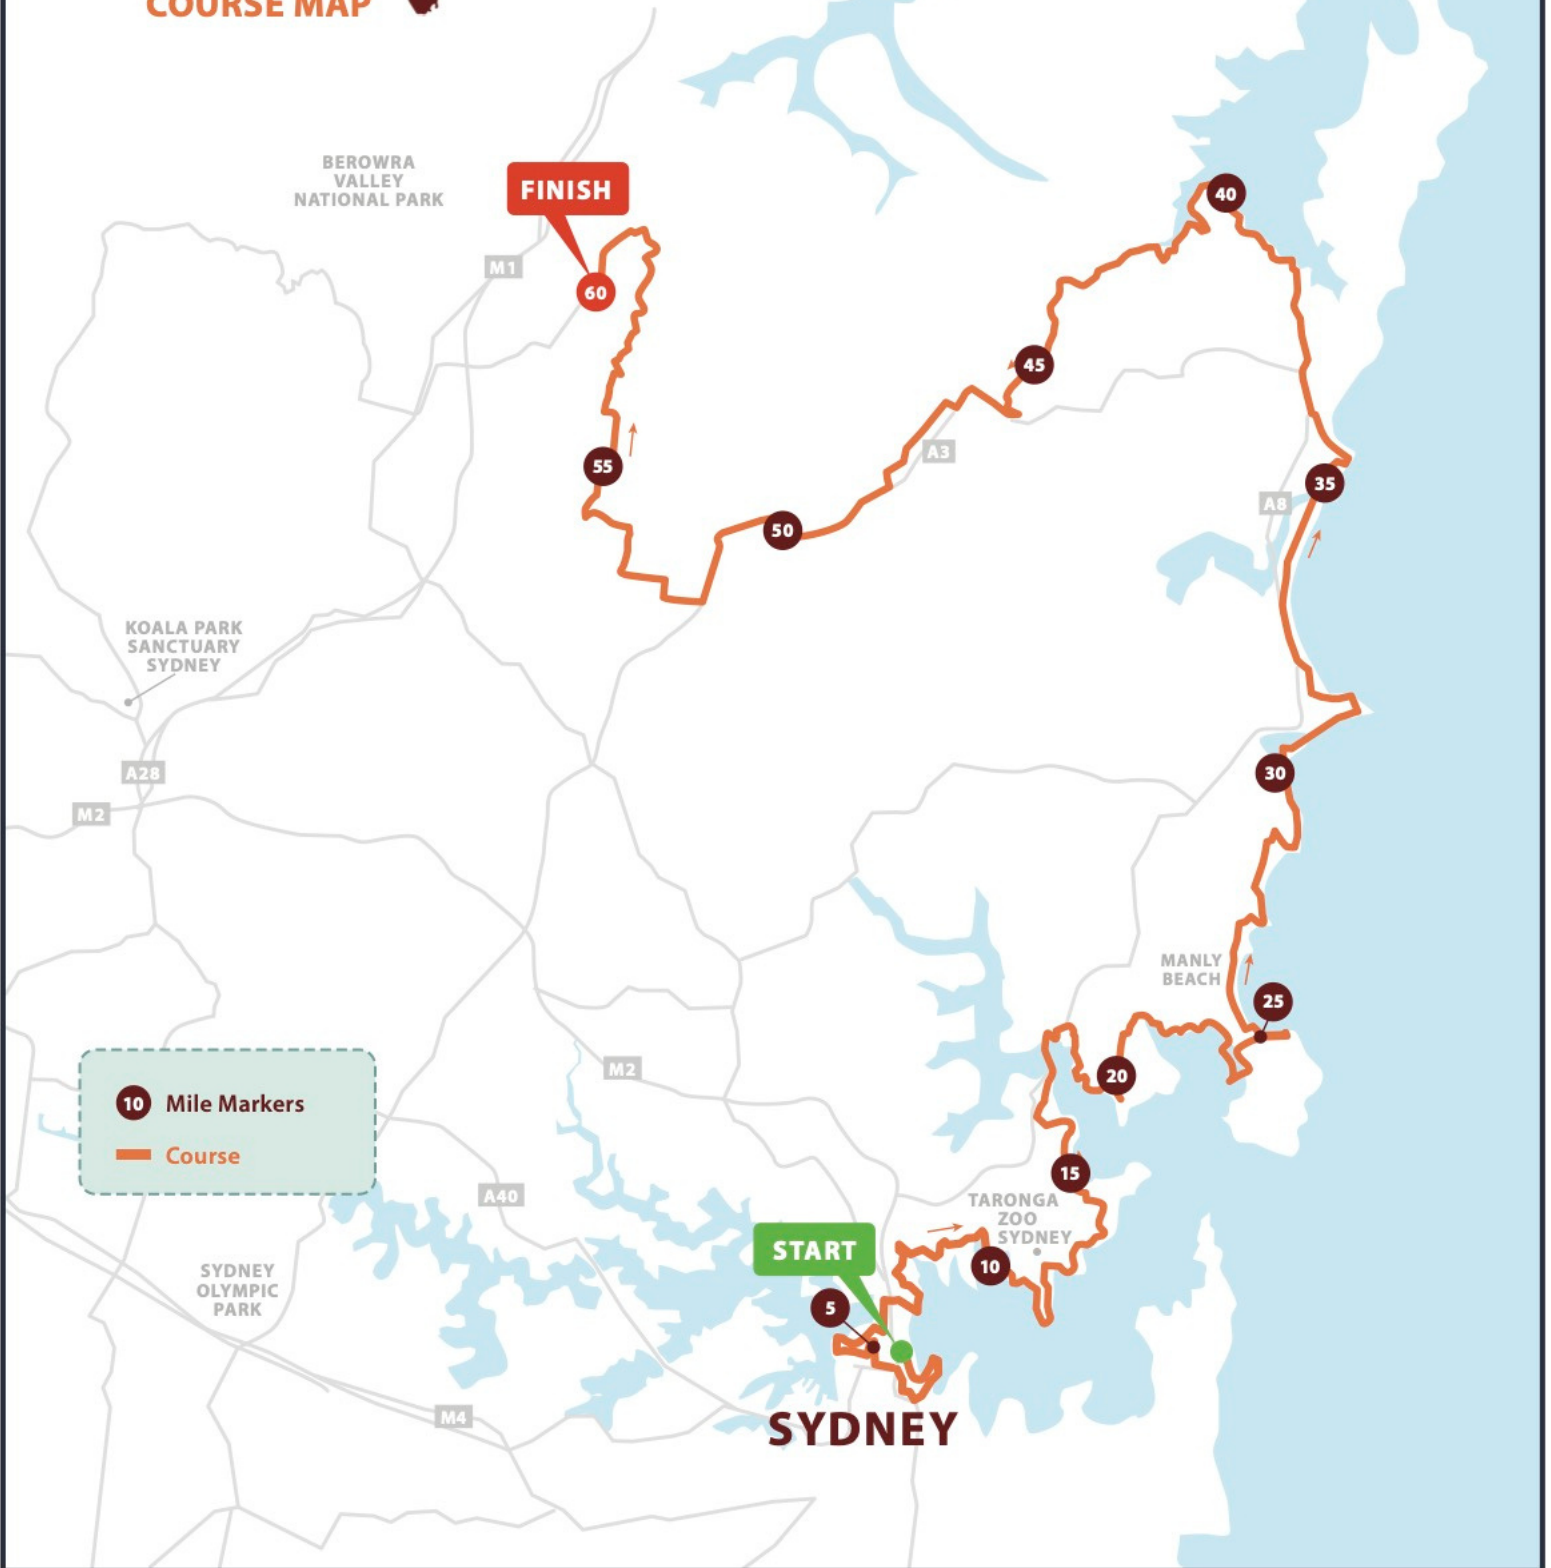 COURSE MAP
BEROWRA
VALLEY
NATIONAL PARK
FINISH
60
M1
40
45
A3
35
A8
55
50
KOALA PARK
SANCTUARY
SYDNEY
A28
M2
30
MANLY
BEACH
25
20
M2
10 Mile Markers
Course
15
A40
TARONGA
ZOO
SYDNEY
START
10
5
SYDNEY
OLYMPIC
PARK
M4
SYDNEY